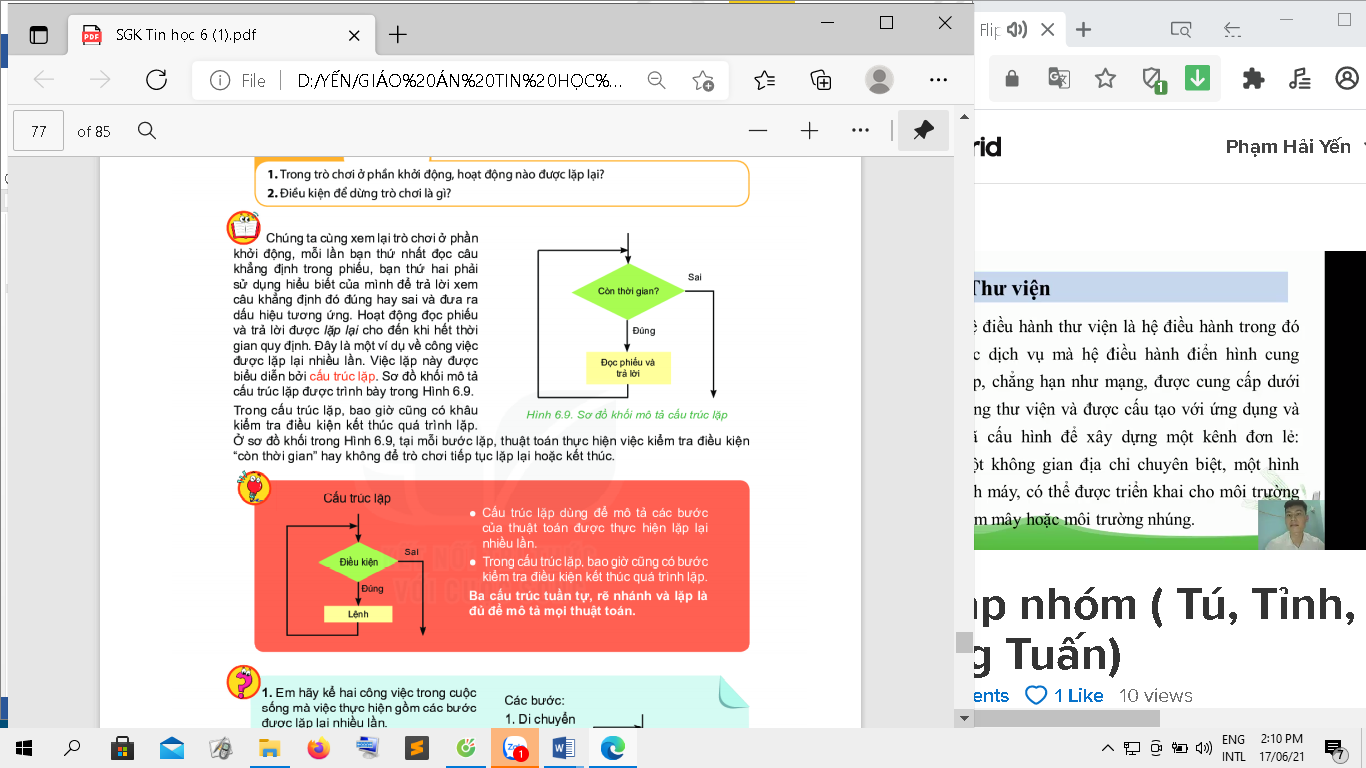 SGK Tin học 6 (1).pdf
Flip
File
D:/YẾN/GIÁO%20ÁN%20TIN%20HỌC%...
77 of 85
1. Trong trò chơi ở phần khởi động, hoạt động nào được lặp lại?
2. Điều kiện để dừng trò chơi là gì?
Chúng ta cùng xem lại trò chơi ở phần
khởi động, mỗi lần bạn thứ nhất đọc câu
khẳng định trong phiếu, bạn thứ hai phải
sử dụng hiểu biết của mình để trả lời xem
câu khẳng định đó đúng hay sai và đưa ra
dấu hiệu tương ứng. Hoạt động đọc phiếu
và trả lời được lặp lại cho đến khi hết thời
gian quy định. Đây là một ví dụ về công việc
được lặp lại nhiều lần. Việc lặp này được
biểu diễn bởi cấu trúc lặp. Sơ đồ khối mô tả
cấu trúc lặp được trình bày trong Hình 6.9.
Trong cấu trúc lặp, bao giờ cũng có khâu
kiểm tra điều kiện kết thúc quá trình lặp.
Ở sơ đồ khối trong Hình 6.9, tại mỗi bước lặp, thuật toán thực hiện việc kiểm tra điều kiện
“còn thời gian” hay không để trò chơi tiếp tục lặp lại hoặc kết thúc.
Còn thời gian?
Sai
Đúng
Đọc phiếu và
trả lời
Hình 6.9. Sơ đồ khối mô tả cấu trúc lặp
Cấu trúc lặp
Điều kiện
Sai
Đúng
Lệnh
• Cấu trúc lặp dùng để mô tả các bước
của thuật toán được thực hiện lặp lại
nhiều lần.
• Trong cấu trúc lặp, bao giờ cũng có bước
kiểm tra điều kiện kết thúc quá trình lặp.
Ba cấu trúc tuần tự, rẽ nhánh và lặp là
đủ để mô tả mọi thuật toán.
1. Em hãy kể hai công việc trong cuộc
sống mà việc thực hiện gồm các bước
được lặp lại nhiều lần.
Các bước:
1. Di chuyển
1
rid
Phạm Hải Yến
Thư viện
điều hành thư viện là hệ điều hành trong đó
dịch vụ mà hệ điều hành điển hình cung
chẳng hạn như mạng, được cung cấp dưới
thư viện và được cấu tạo với ứng dụng và
cấu hình để xây dựng một kênh đơn lẻ:
không gian địa chỉ chuyên biệt, một hình
máy, có thể được triển khai cho môi trường
mây hoặc môi trường nhúng.
nhóm ( Tú, Tỉnh,
Tuấn)
ents 1 Like 10 views
Zalo
1
ENG
INTL
2:10 PM
17/06/21
7